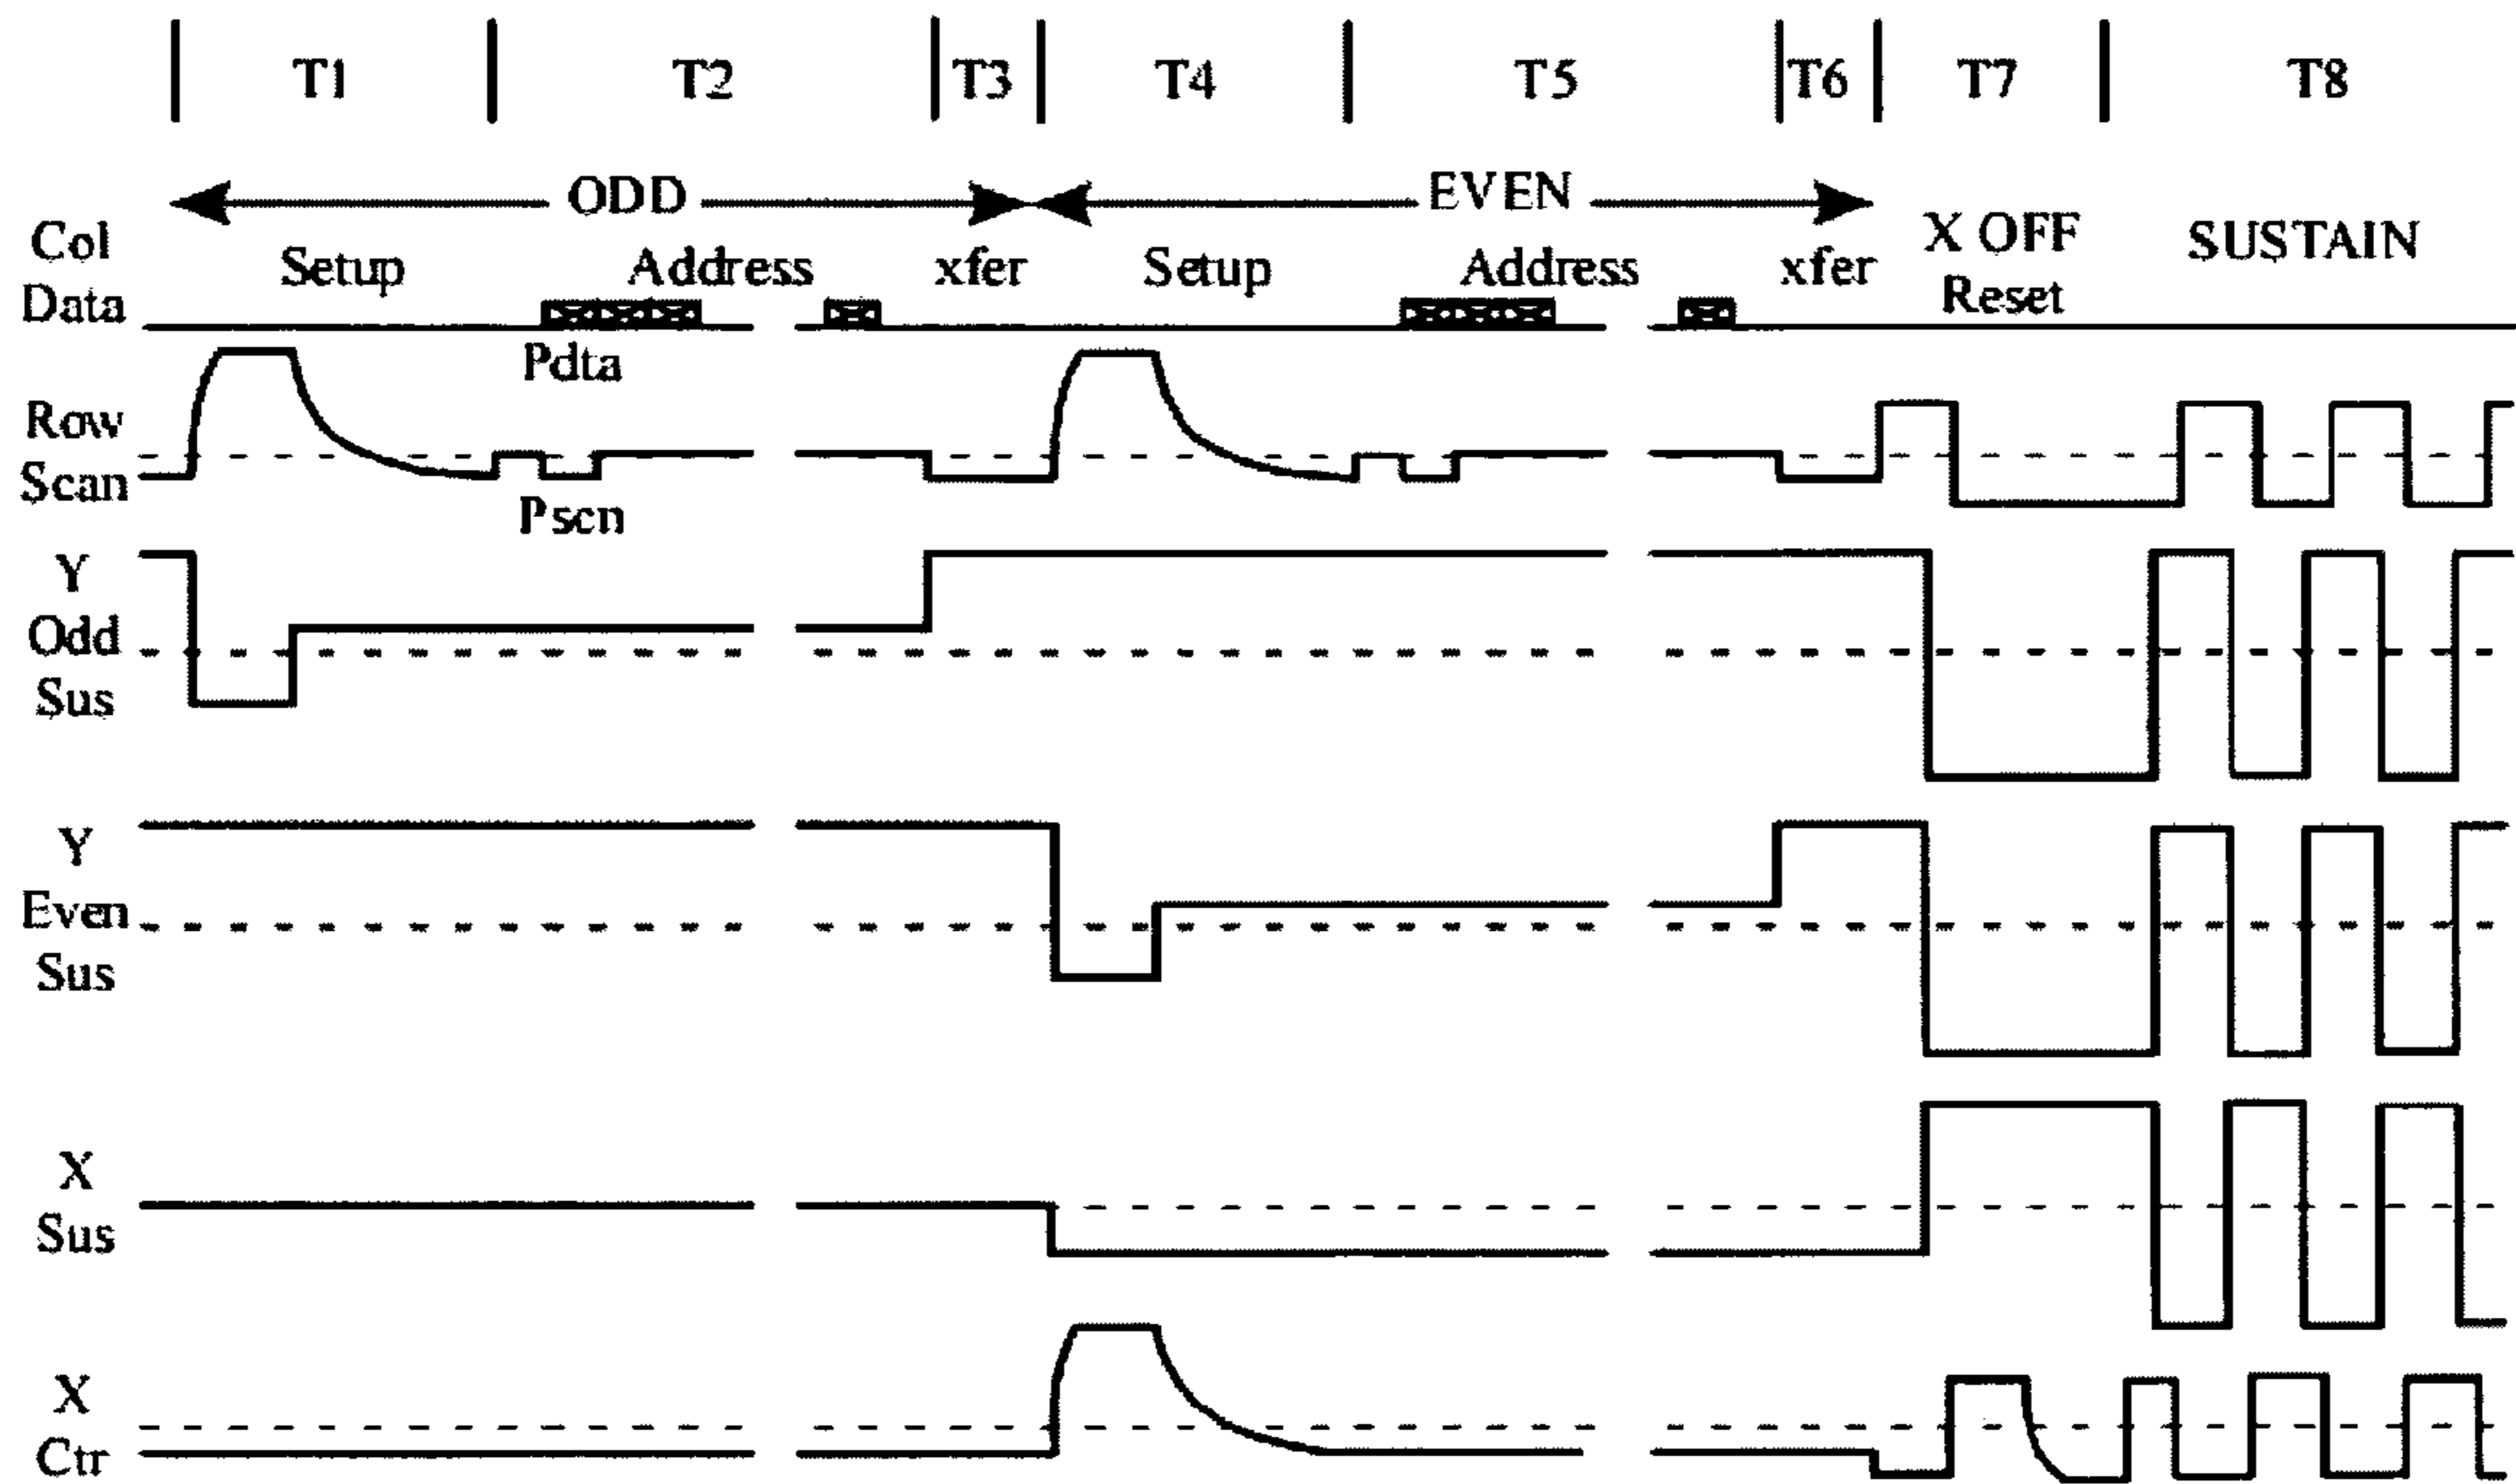 T1 T2 T3 T4 T5 T6 T7 T8
ODD EVEN
Col Data
Setup Address xfer Setup Address xfer
X OFF Reset
SUSTAIN
Pdta
Row Scan
Pscn
Y Odd Sus
Y Even Sus
X Sus
X Ctr